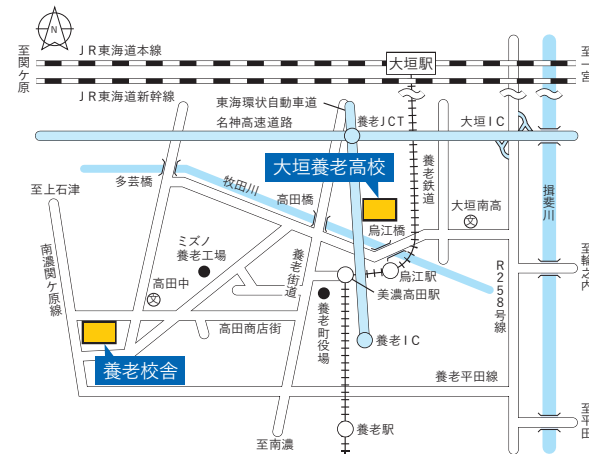 N
至関ケ原
JR東海道本線
大垣駅
至一宮
JR東海道新幹線
東海環状自動車道
名神高速道路
養老JCT
大垣IC
大垣養老高校
多芸橋
牧田川
高田橋
養老鉄道
至上石津
大垣南高
文
揖斐川
烏江橋
ミズノ
養老工場
養老街道
南濃関ケ原線
高田中
文
烏江駅
美濃高田駅
R258号線
至輪之内
高田商店街
養老町役場
養老IC
養老校舎
養老平田線
至平田
養老駅
至南濃